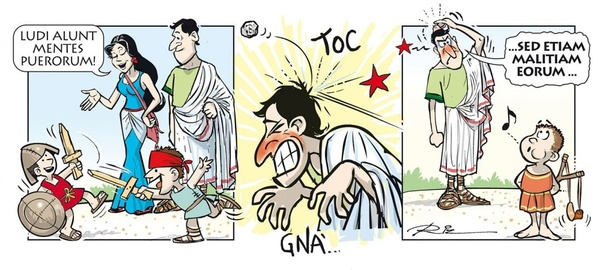 LUDI ALUNT
MENTES
PUERORUM!
TOC
GNA'...
...SED ETIAM
MALITIAM
EORUM...